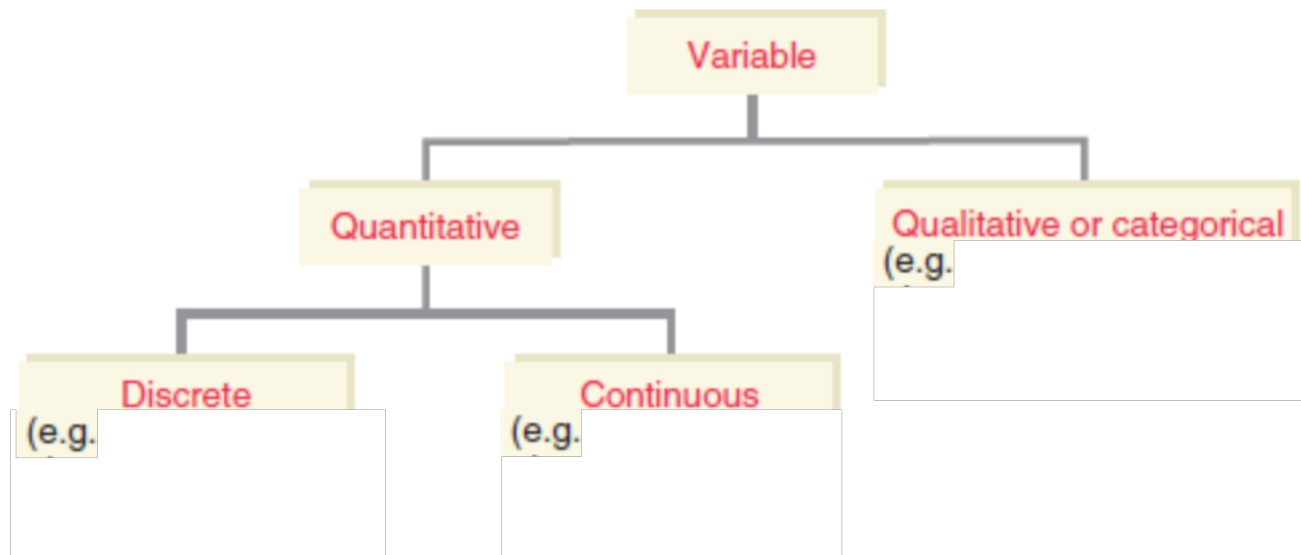 Variable
Quantitative
Qualitative or categorical
(e.g.
Discrete
(e.g.
Continuous
(e.g.